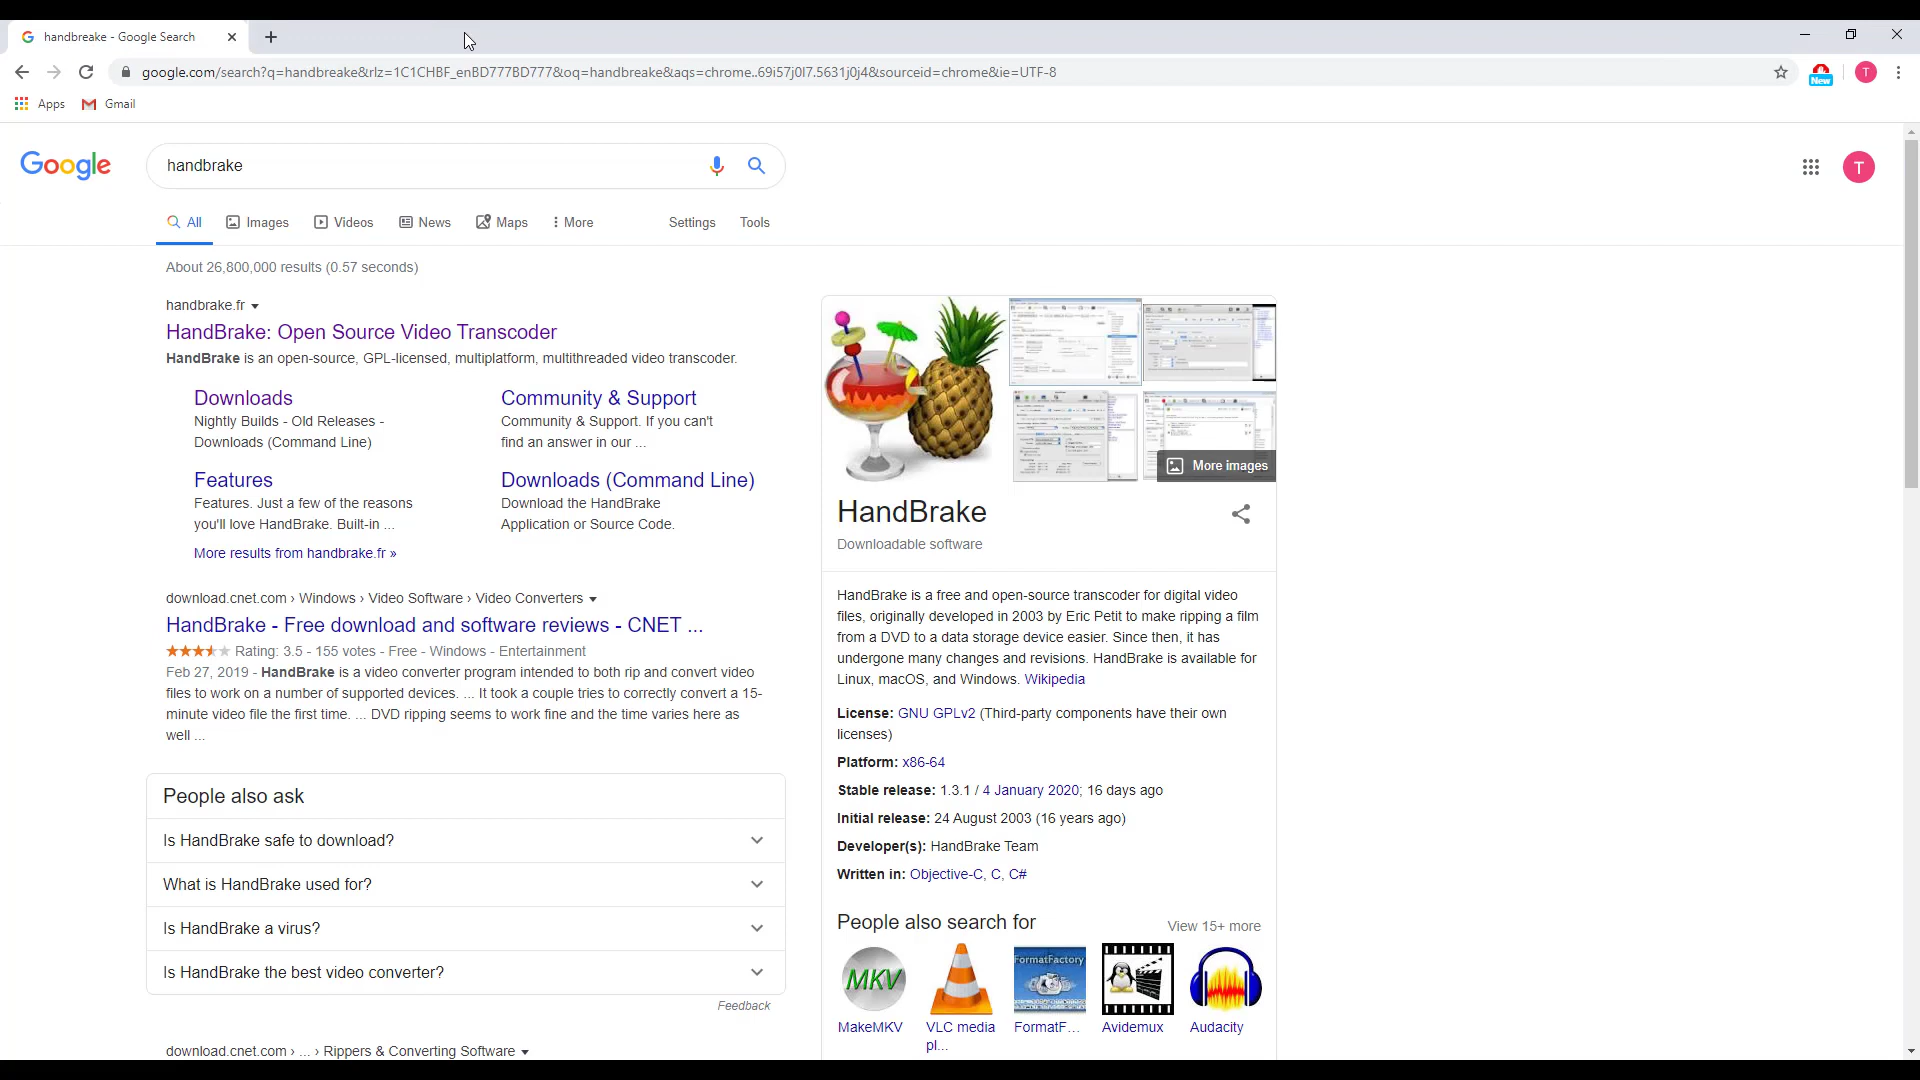 handbreake - Google Search
google.com/search?q=handbreake&rlz=1C1CHBF_enBD777BD777&oq=handbreake&aqs=chrome..69i57j0l7.5631j0j4&sourceid=chrome&ie=UTF-8
New
T
Apps
Gmail
Google
handbrake
T
All
Images
Videos
News
Maps
More
Settings
Tools
About 26,800,000 results (0.57 seconds)
handbrake.fr
HandBrake: Open Source Video Transcoder
HandBrake is an open-source, GPL-licensed, multiplatform, multithreaded video transcoder.
Downloads
Nightly Builds - Old Releases -
Downloads (Command Line)
Community & Support
Community & Support. If you can't
find an answer in our ...
Features
Features. Just a few of the reasons
you'll love HandBrake. Built-in ...
Downloads (Command Line)
Download the HandBrake
Application or Source Code.
More results from handbrake.fr »
download.cnet.com › Windows › Video Software › Video Converters
HandBrake - Free download and software reviews - CNET ...
Rating: 3.5 - 155 votes - Free - Windows - Entertainment
Feb 27, 2019 - HandBrake is a video converter program intended to both rip and convert video
files to work on a number of supported devices. ... It took a couple tries to correctly convert a 15-
minute video file the first time. ... DVD ripping seems to work fine and the time varies here as
well ...
People also ask
Is HandBrake safe to download?
What is HandBrake used for?
Is HandBrake a virus?
Is HandBrake the best video converter?
Feedback
download.cnet.com › ... › Rippers & Converting Software
More images
HandBrake
Downloadable software
HandBrake is a free and open-source transcoder for digital video
files, originally developed in 2003 by Eric Petit to make ripping a film
from a DVD to a data storage device easier. Since then, it has
undergone many changes and revisions. HandBrake is available for
Linux, macOS, and Windows. Wikipedia
License: GNU GPLv2 (Third-party components have their own
licenses)
Platform: x86-64
Stable release: 1.3.1 / 4 January 2020; 16 days ago
Initial release: 24 August 2003 (16 years ago)
Developer(s): HandBrake Team
Written in: Objective-C, C, C#
People also search for
View 15+ more
MKV
FormatFactory
MakeMKV
VLC media
pl...
FormatF...
Avidemux
Audacity